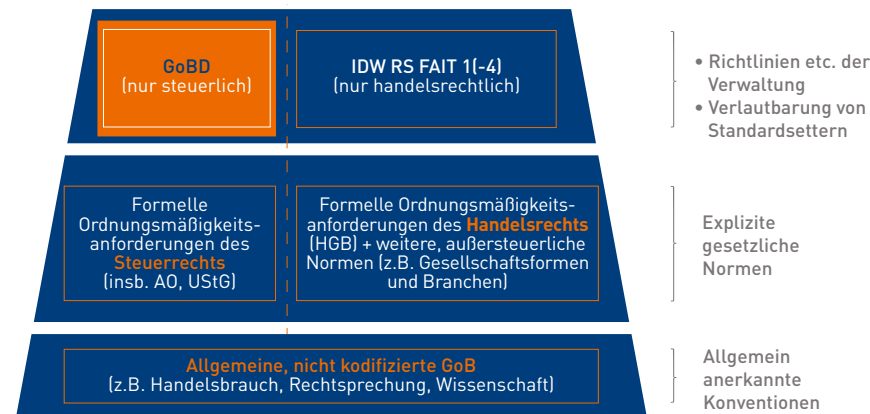 GoBD
(nur steuerlich)
IDW RS FAIT 1(-4)
(nur handelsrechtlich)
• Richtlinien etc. der
Verwaltung
• Verlautbarung von
Standardsettern
Formelle
Ordnungsmäßigkeits-
anforderungen des
Steuerrechts
(insb. AO, UStG)
Formelle Ordnungsmäßigkeits-
anforderungen des Handelsrechts
(HGB) + weitere, außersteuerliche
Normen (z.B. Gesellschaftsformen
und Branchen)
Explizite
gesetzliche
Normen
Allgemeine, nicht kodifizierte GoB
(z.B. Handelsbrauch, Rechtsprechung, Wissenschaft)
Allgemein
anerkannte
Konventionen